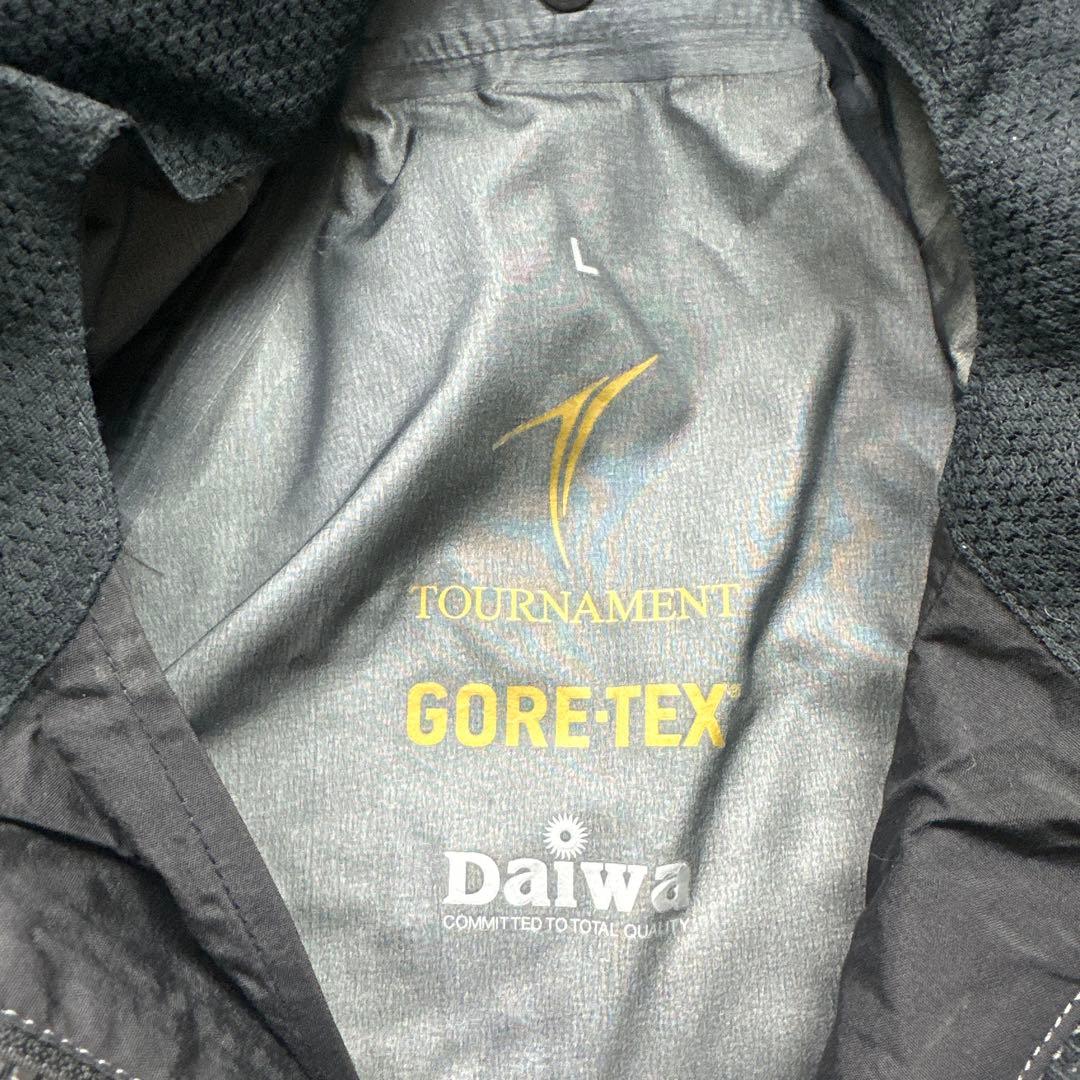 L
TOURNAMENT
GORE-TEX®
Daiwa
COMMITTED TO TOTAL QUALITY